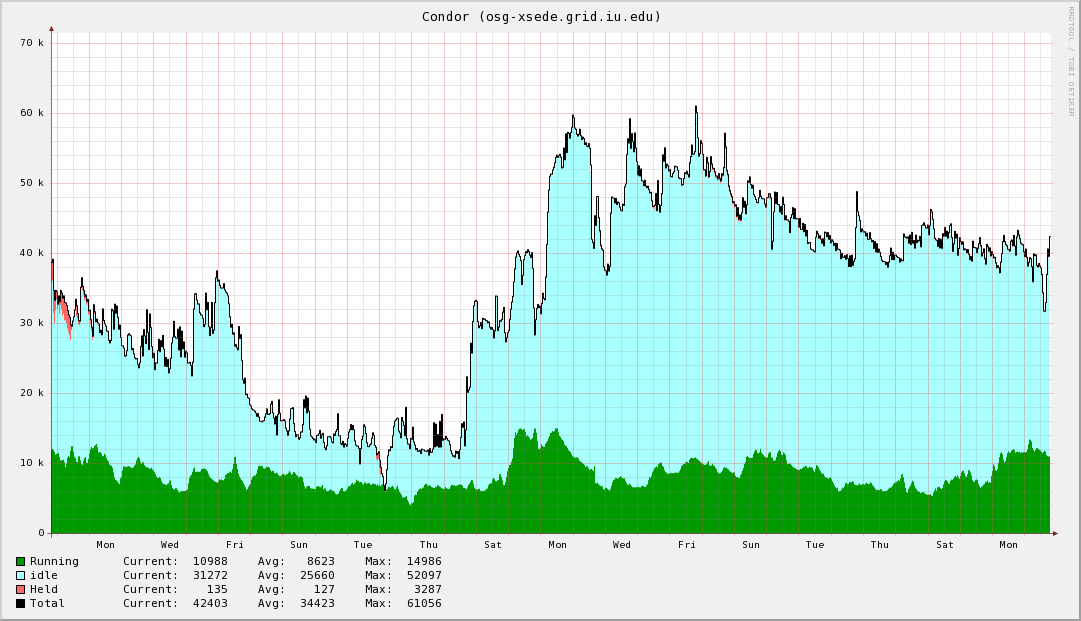 Condor (osg-xsede.grid.iu.edu)
RRDTOOL / TOBI OETIKER
70 k
60 k
50 k
40 k
30 k
20 k
10 k
0
Mon Wed Fri Sun Tue Thu Sat Mon Wed Fri Sun Tue Thu Sat Mon
Running Current: 10988 Avg: 8623 Max: 14986
idle Current: 31272 Avg: 25660 Max: 52097
Held Current: 135 Avg: 127 Max: 3287
Total Current: 42403 Avg: 34423 Max: 61056